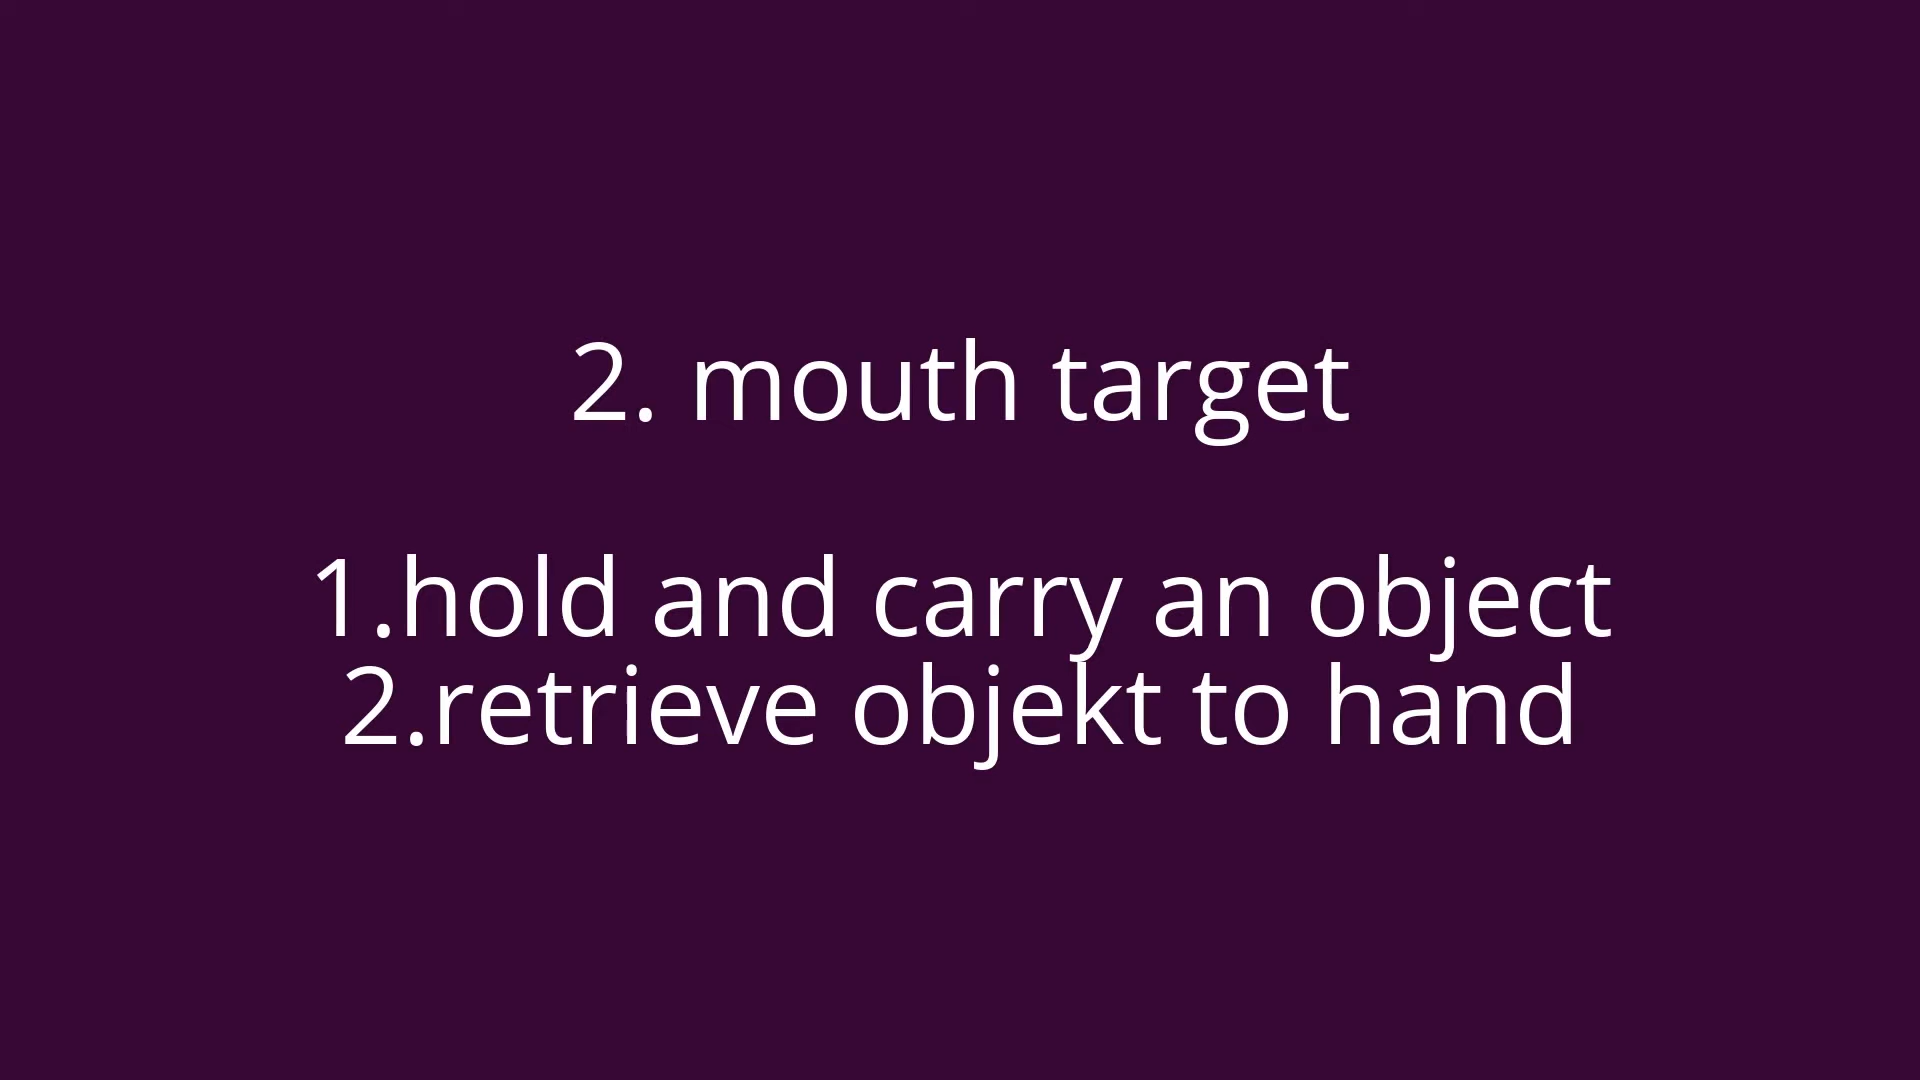 2. mouth target
1.hold and carry an object
2.retrieve objekt to hand